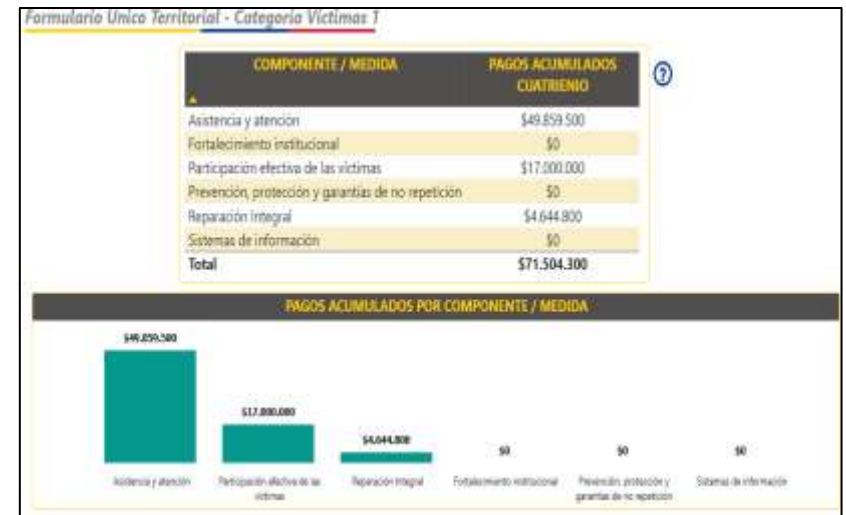 Formulario Unico Territorial - Categoría Víctimas 1
COMPONENTE / MEDIDA
PAGOS ACUMULADOS
CUATRIENIO
?
Asistencia y atención $49.859.500
Fortalecimiento institucional $0
Participación efectiva de las víctimas $17.000.000
Prevención, protección y garantías de no repetición $0
Reparación Integral $4.644.800
Sistemas de información $0
Total $71.504.300
PAGOS ACUMULADOS POR COMPONENTE / MEDIDA
$49.859.500
$17.000.000
$4.644.800
$0
$0
$0
Asistencia y atención
Participación efectiva de las
víctimas
Reparación Integral
Fortalecimiento institucional
Prevención, protección y
garantías de no repetición
Sistemas de información